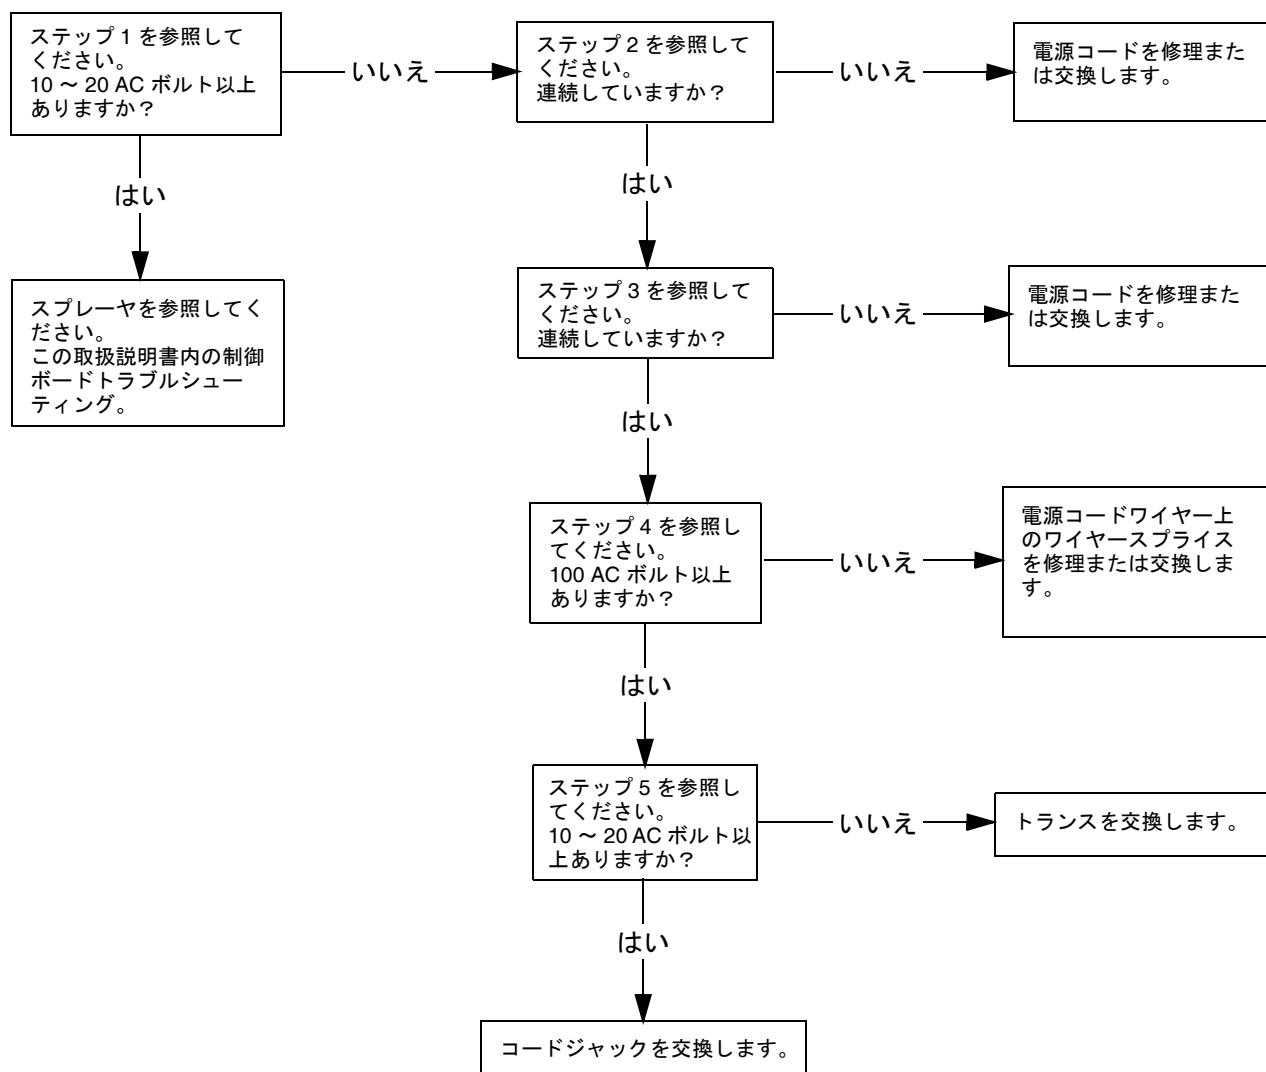 ステップ 1 を参照して
ください。
10 ～ 20 AC ボルト以上
ありますか？
いいえ
ステップ 2 を参照して
ください。
連続していますか？
いいえ
電源コードを修理また
は交換します。
はい
はい
スプレーヤを参照してく
ださい。
この取扱説明書内の制御
ボードトラブルシュー
ティング。
ステップ 3 を参照して
ください。
連続していますか？
いいえ
電源コードを修理また
は交換します。
はい
ステップ 4 を参照し
てください。
100 AC ボルト以上
ありますか？
いいえ
電源コードワイヤー上
のワイヤースプライス
を修理または交換しま
す。
はい
ステップ 5 を参照し
てください。
10 ～ 20 AC ボルト以
上ありますか？
いいえ
トランスを交換します。
はい
コードジャックを交換します。